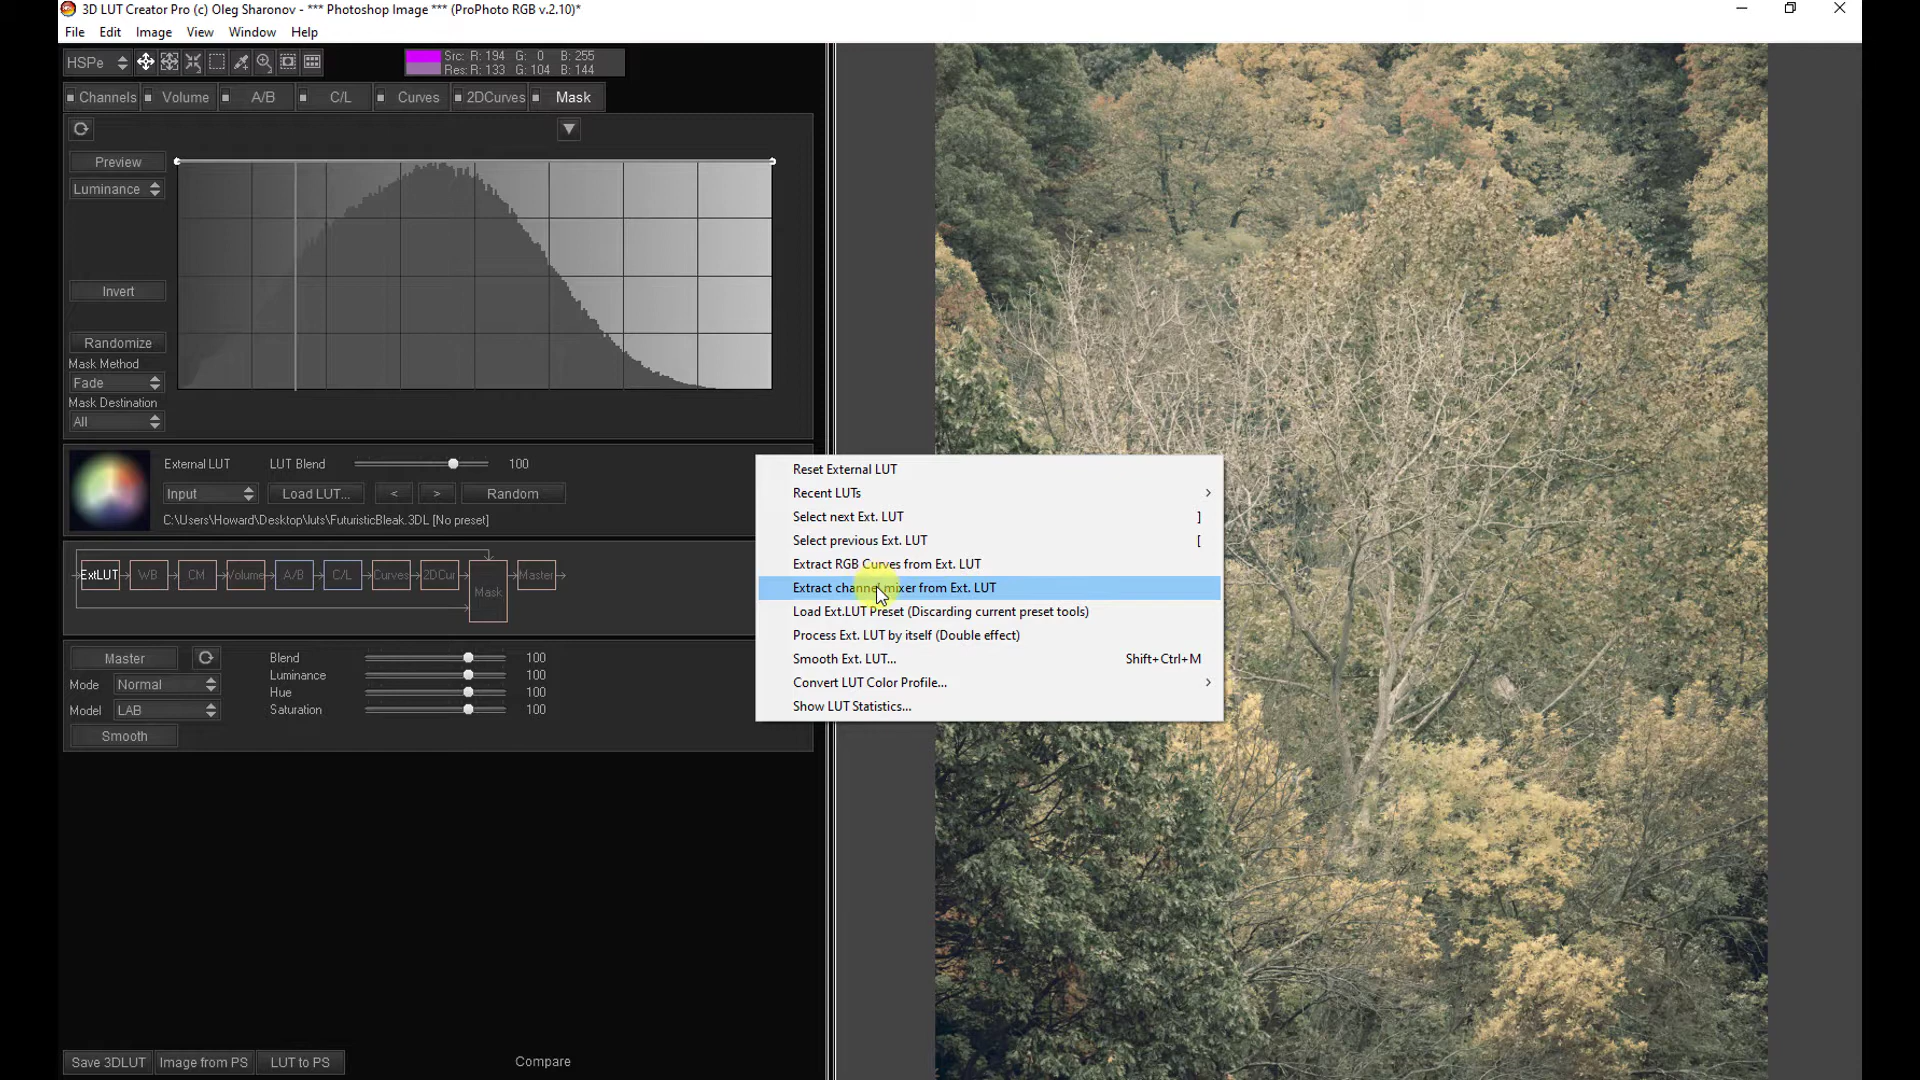 3D LUT Creator Pro (c) Oleg Sharonov - *** Photoshop Image *** (ProPhoto RGB v.2.10)*
File Edit Image View Window Help
HSPe
Src: R: 194 G: 0 B: 255
Res: R: 133 G: 104 B: 144
Channels Volume A/B C/L Curves 2DCurves Mask
Preview
Luminance
Invert
Randomize
Mask Method
Fade
Mask Destination
All
External LUT LUT Blend 100
Input Load LUT... < > Random
C:\Users\Howard\Desktop\luts\FuturisticBleak.3DL [No preset]
ExtLUT WB CM Volume A/B C/L Curves 2DCur Mask Master
Master Blend 100
Luminance 100
Mode Normal Hue 100
Model LAB Saturation 100
Smooth
Reset External LUT
Recent LUTs
Select next Ext. LUT ]
Select previous Ext. LUT [
Extract RGB Curves from Ext. LUT
Extract channel mixer from Ext. LUT
Load Ext.LUT Preset (Discarding current preset tools)
Process Ext. LUT by itself (Double effect)
Smooth Ext. LUT... Shift+Ctrl+M
Convert LUT Color Profile...
Show LUT Statistics...
Save 3DLUT Image from PS LUT to PS Compare